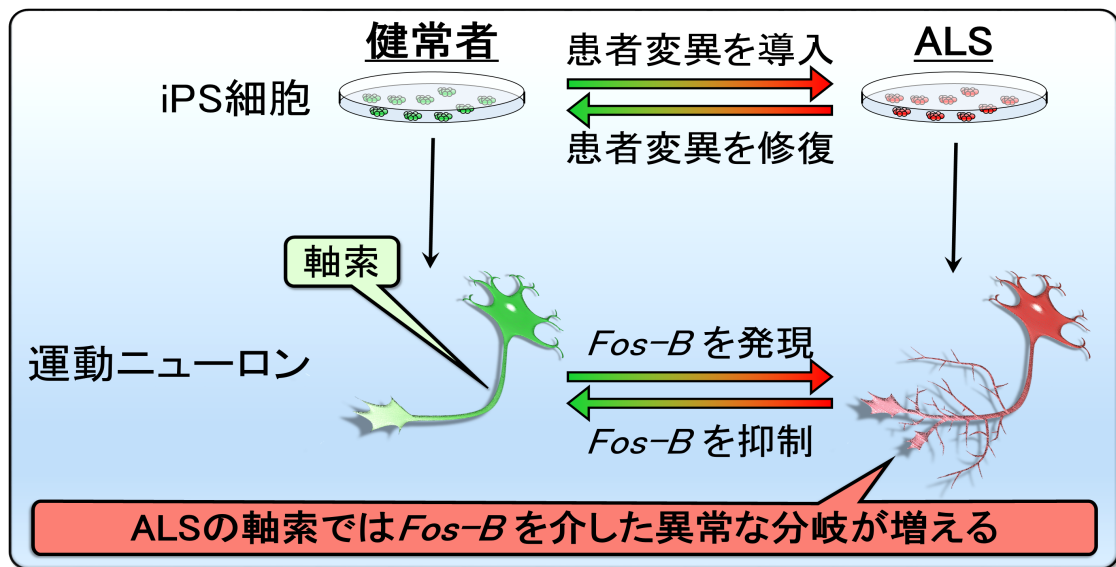 健常者
患者変異を導入
ALS
iPS細胞
患者変異を修復
軸索
運動ニューロン
Fos-B を発現
Fos-B を抑制
ALSの軸索ではFos-B を介した異常な分岐が増える